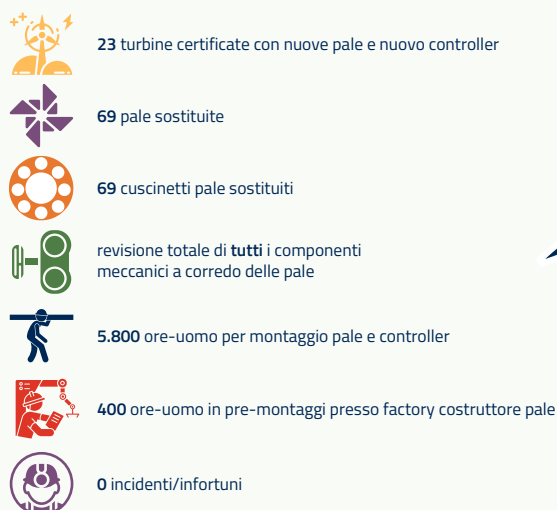 23 turbine certificate con nuove pale e nuovo controller
69 pale sostituite
69 cuscinetti pale sostituiti
revisione totale di tutti i componenti
meccanici a corredo delle pale
5.800 ore-uomo per montaggio pale e controller
400 ore-uomo in pre-montaggi presso factory costruttore pale
0 incidenti/infortuni